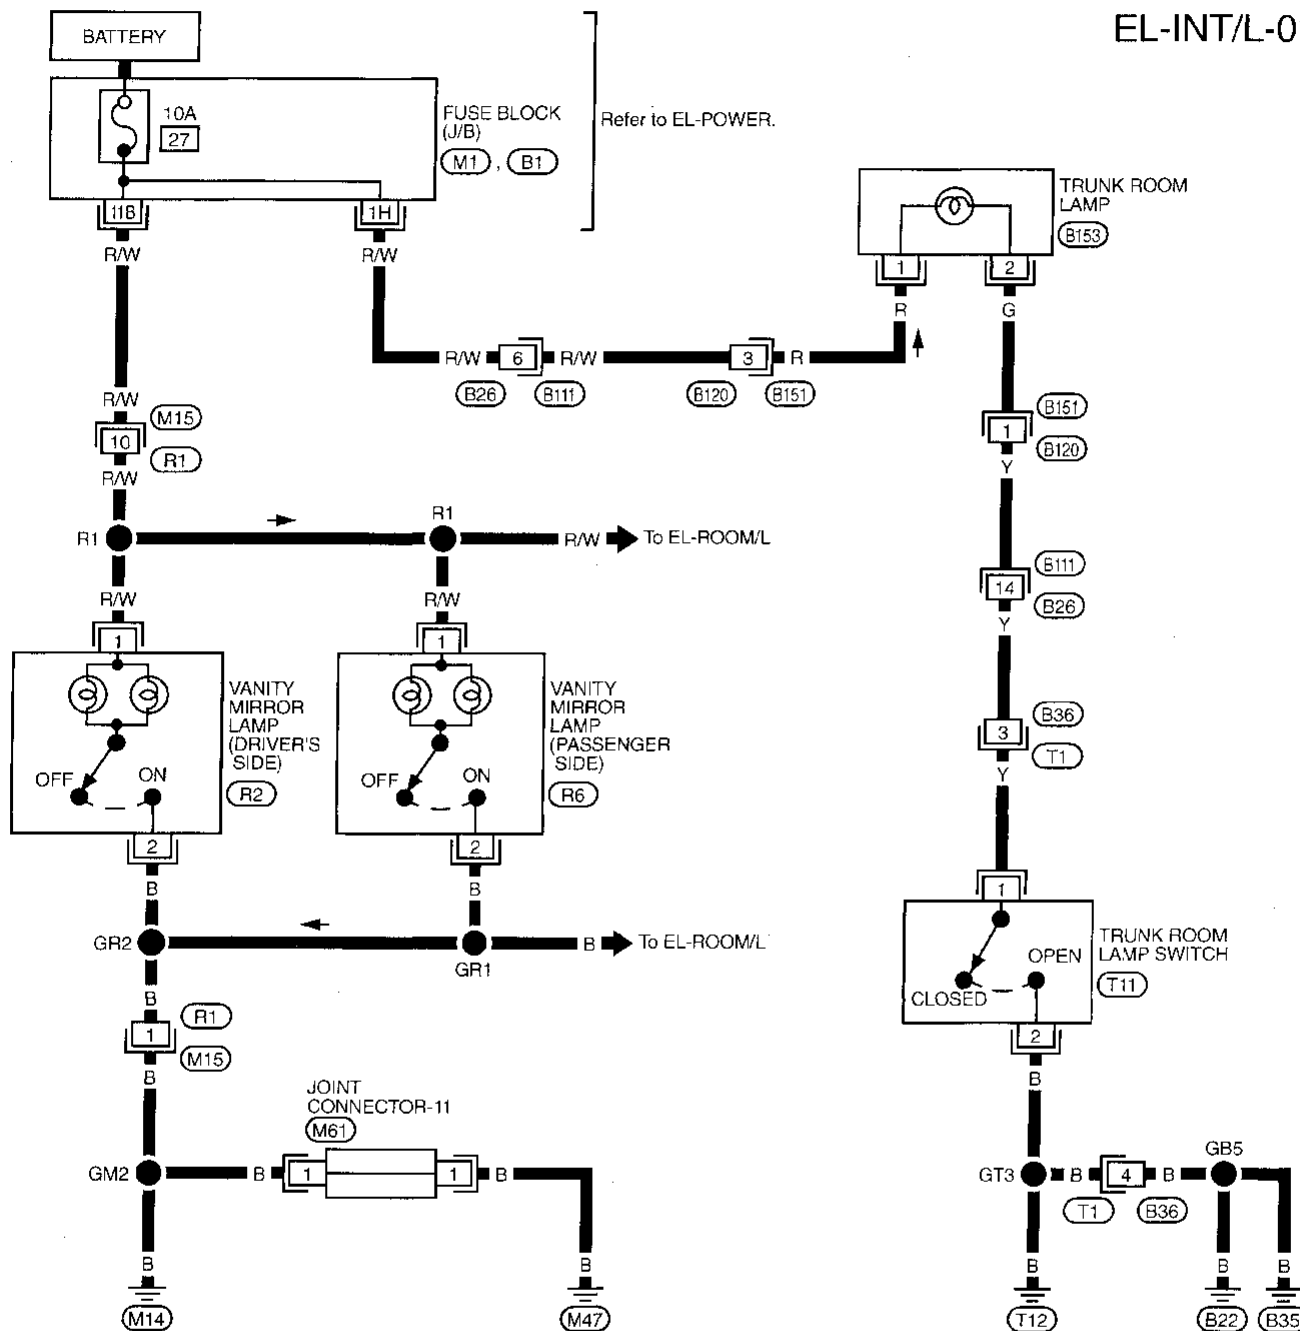 EL-INT/L-0
BATTERY
10A
27
FUSE BLOCK
(J/B)
M1 , B1
Refer to EL-POWER.
11B
1H
R/W
R/W
TRUNK ROOM
LAMP
B153
1
2
R
G
R/W
6
R/W
3
R
B26
B111
B120
B151
R/W
M15
10
R1
R/W
B151
1
B120
Y
R1
R1
R/W
To EL-ROOM/L
B111
14
B26
Y
R/W
R/W
1
1
VANITY
MIRROR
LAMP
(DRIVER'S
SIDE)
R2
OFF
ON
VANITY
MIRROR
LAMP
(PASSENGER
SIDE)
R6
OFF
ON
B36
3
T1
Y
2
2
B
B
1
GR2
GR1
B
To EL-ROOM/L
TRUNK ROOM
LAMP SWITCH
T11
OPEN
CLOSED
B
R1
1
M15
B
2
B
JOINT
CONNECTOR-11
M61
GM2
B
1
1
B
GT3
B
4
B
GB5
T1
B36
B
B
B
B
B
M14
M47
T12
B22
B35